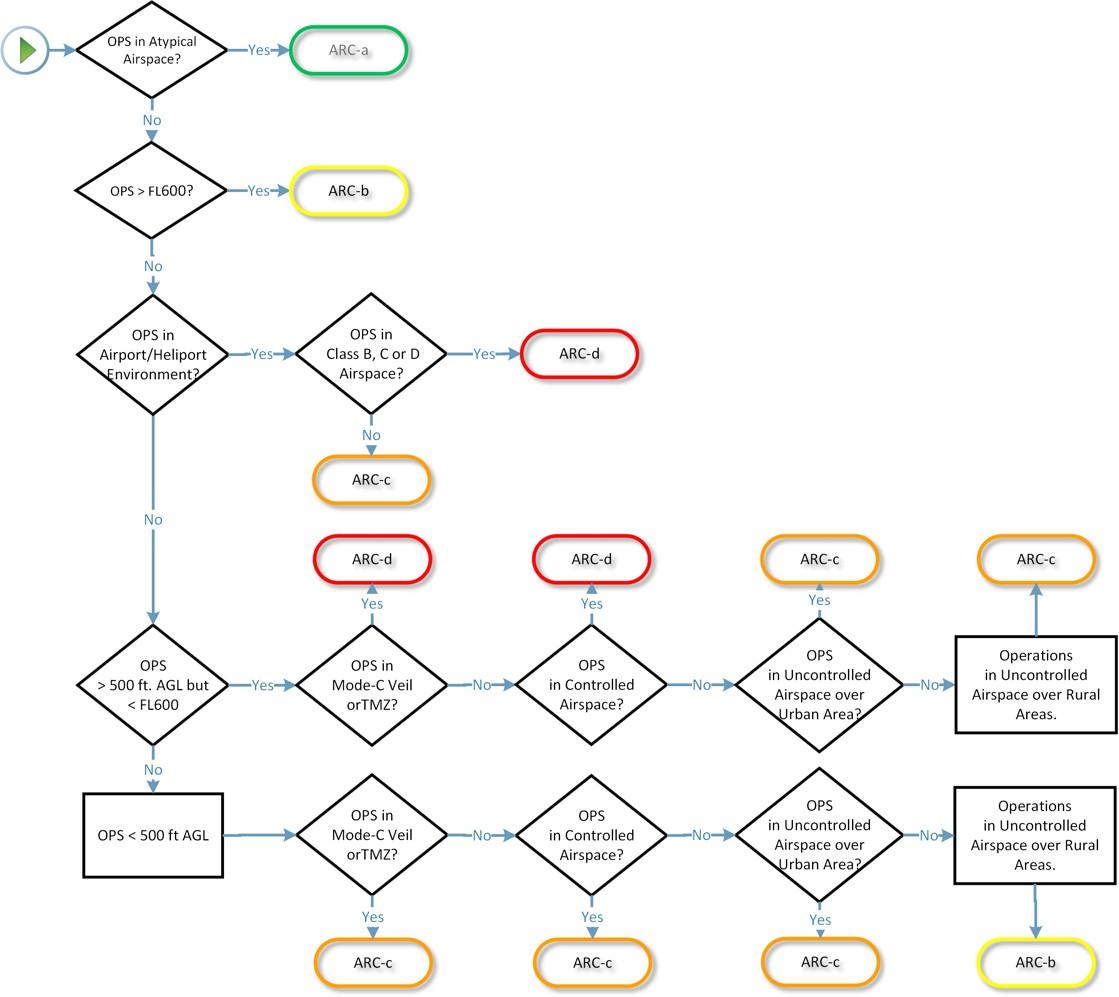 OPS in Atypical
Airspace?
Yes
ARC-a
No
OPS > FL600?
Yes
ARC-b
No
OPS in
Airport/Heliport
Environment?
Yes
OPS in
Class B, C or D
Airspace?
Yes
ARC-d
No
ARC-c
No
ARC-d
ARC-d
ARC-c
ARC-c
Yes
Yes
Yes
OPS
> 500 ft. AGL but
< FL600
Yes
OPS in
Mode-C Veil
orTMZ?
No
OPS
in Controlled
Airspace?
No
OPS
in Uncontrolled
Airspace over
Urban Area?
No
Operations
in Uncontrolled
Airspace over Rural
Areas.
No
OPS < 500 ft AGL
OPS in
Mode-C Veil
orTMZ?
No
OPS
in Controlled
Airspace?
No
OPS
in Uncontrolled
Airspace over
Urban Area?
No
Operations
in Uncontrolled
Airspace over Rural
Areas.
Yes
Yes
Yes
ARC-c
ARC-c
ARC-c
ARC-b